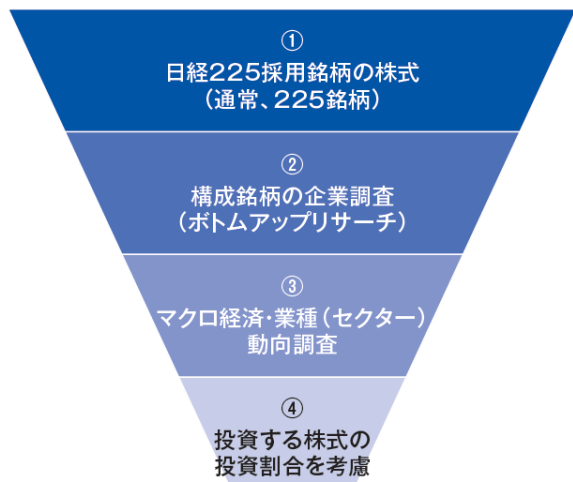 ①
日経225採用銘柄の株式
（通常、225銘柄）
②
構成銘柄の企業調査
（ボトムアップリサーチ）
③
マクロ経済・業種（セクター）
動向調査
④
投資する株式の
投資割合を考慮